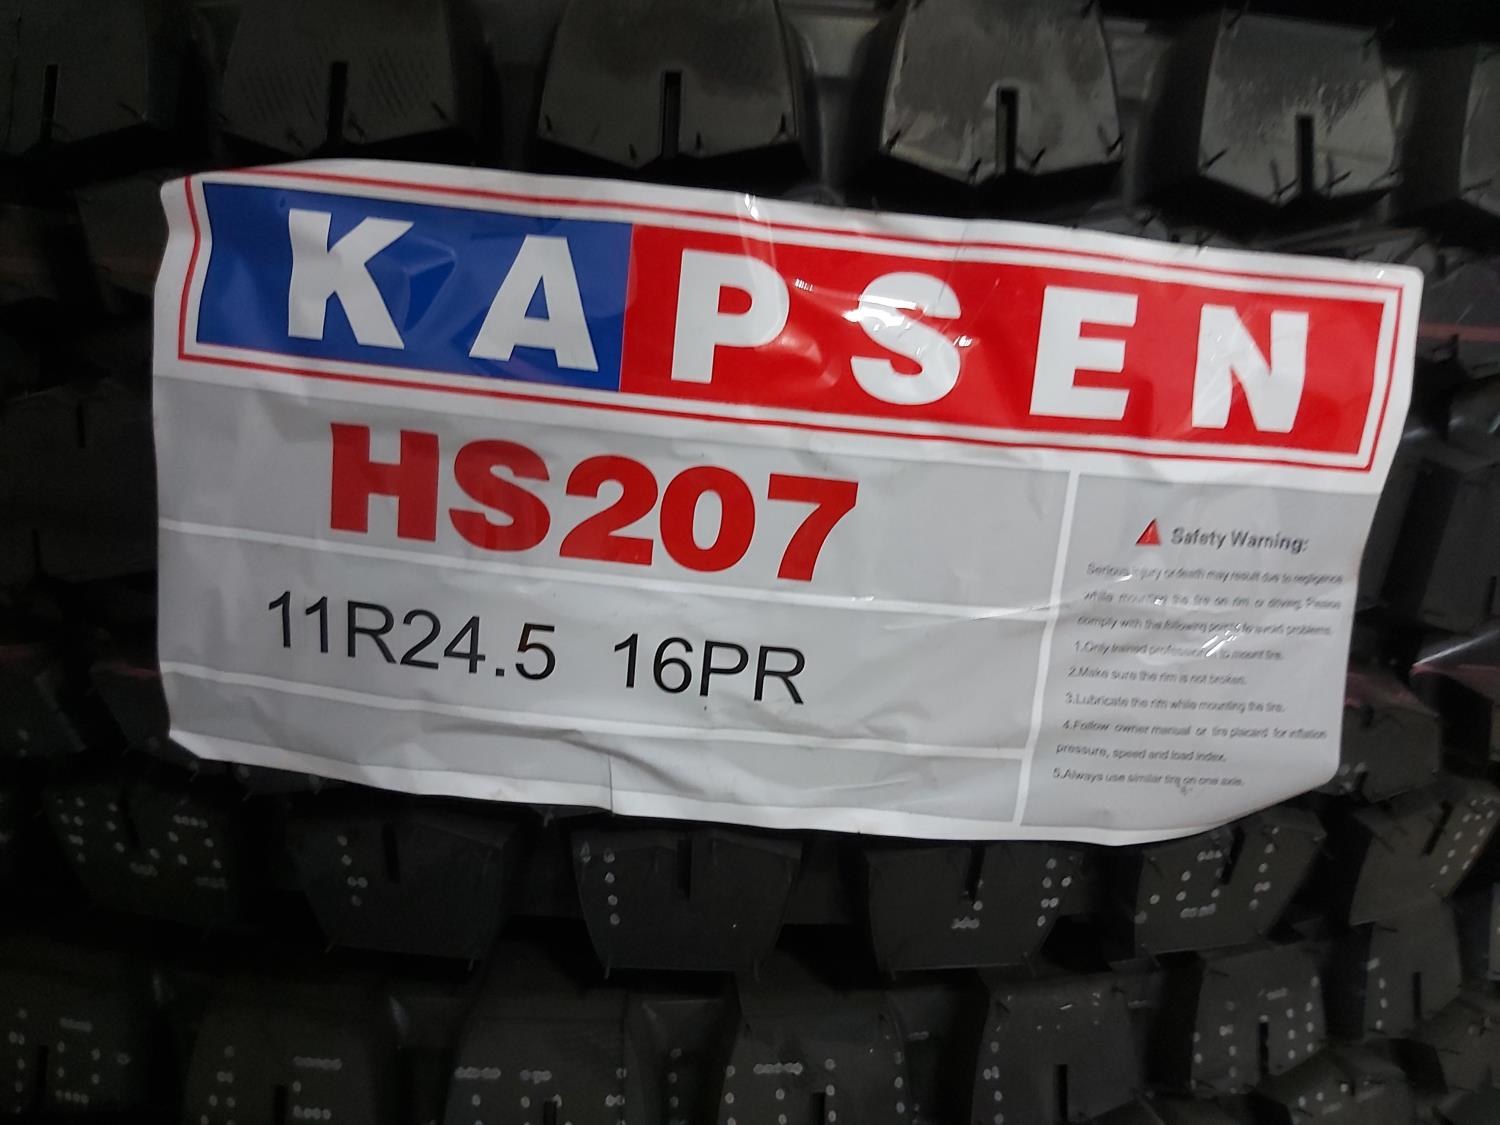 KAPSEN
HS207
11R24.5 16PR
Safety Warning:
Serious injury or death may result due to negligence
while mounting the tire on rim or driving. Please
comply with the following points to avoid problems.
1.Only trained professional to mount tire.
2.Make sure the rim is not broken.
3.Lubricate the rim while mounting the tire.
4.Follow owner manual or tire placard for inflation
pressure, speed and load index.
5.Always use similar tire on one axle.